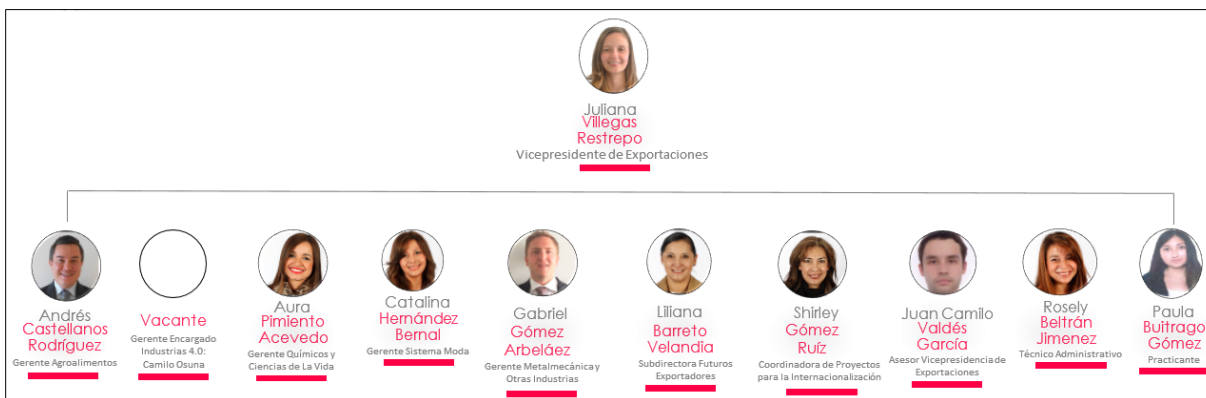 Juliana
Villegas
Restrepo
Vicepresidente de Exportaciones
Andrés
Castellanos
Rodríguez
Gerente Agroalimentos
Vacante
Gerente Encargado
Industrias 4.0:
Camilo Osuna
Aura
Pimiento
Acevedo
Gerente Químicos y
Ciencias de La Vida
Catalina
Hernández
Bernal
Gerente Sistema Moda
Gabriel
Gómez
Arbeláez
Gerente Metalmecánica y
Otras Industrias
Liliana
Barreto
Velandia
Subdirectora Futuros
Exportadores
Shirley
Gómez
Ruíz
Coordinadora de Proyectos
para la Internacionalización
Juan Camilo
Valdés
García
Asesor Vicepresidencia de
Exportaciones
Rosely
Beltrán
Jimenez
Técnico Administrativo
Paula
Buitrago
Gómez
Practicante